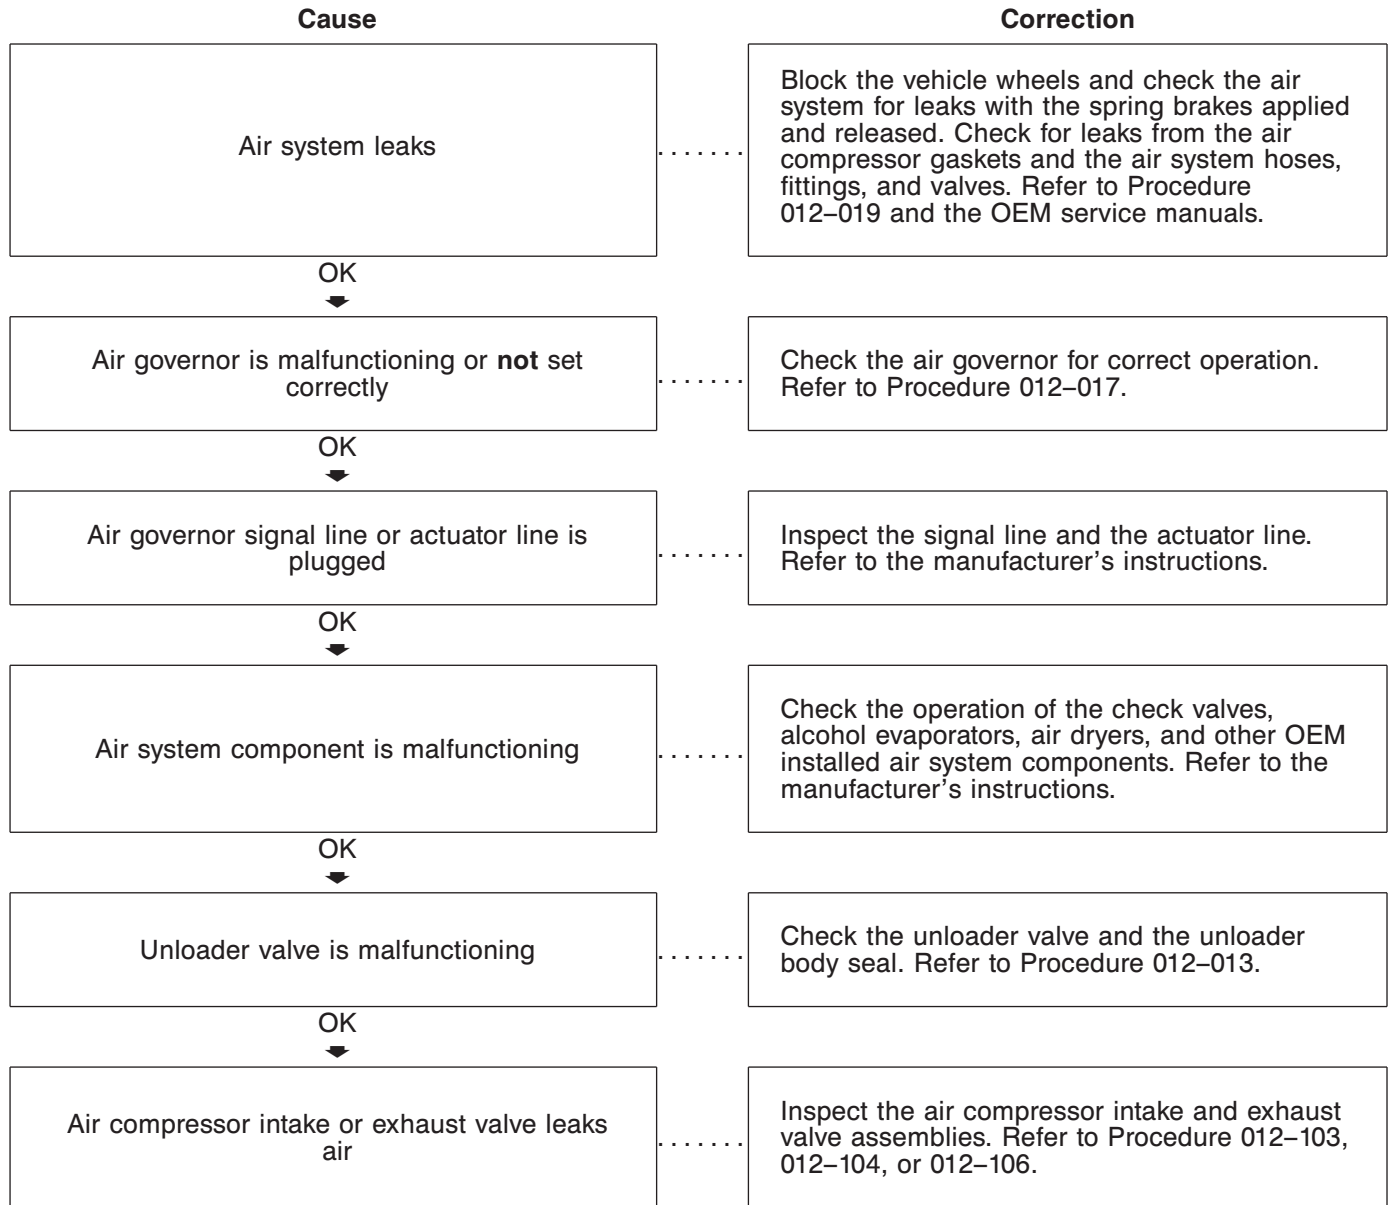 Cause
Correction
Air system leaks
.......
Block the vehicle wheels and check the air
system for leaks with the spring brakes applied
and released. Check for leaks from the air
compressor gaskets and the air system hoses,
fittings, and valves. Refer to Procedure
012–019 and the OEM service manuals.
OK
Air governor is malfunctioning or not set
correctly
.......
Check the air governor for correct operation.
Refer to Procedure 012–017.
OK
Air governor signal line or actuator line is
plugged
.......
Inspect the signal line and the actuator line.
Refer to the manufacturer's instructions.
OK
Air system component is malfunctioning
.......
Check the operation of the check valves,
alcohol evaporators, air dryers, and other OEM
installed air system components. Refer to the
manufacturer's instructions.
OK
Unloader valve is malfunctioning
.......
Check the unloader valve and the unloader
body seal. Refer to Procedure 012–013.
OK
Air compressor intake or exhaust valve leaks
air
.......
Inspect the air compressor intake and exhaust
valve assemblies. Refer to Procedure 012–103,
012–104, or 012–106.